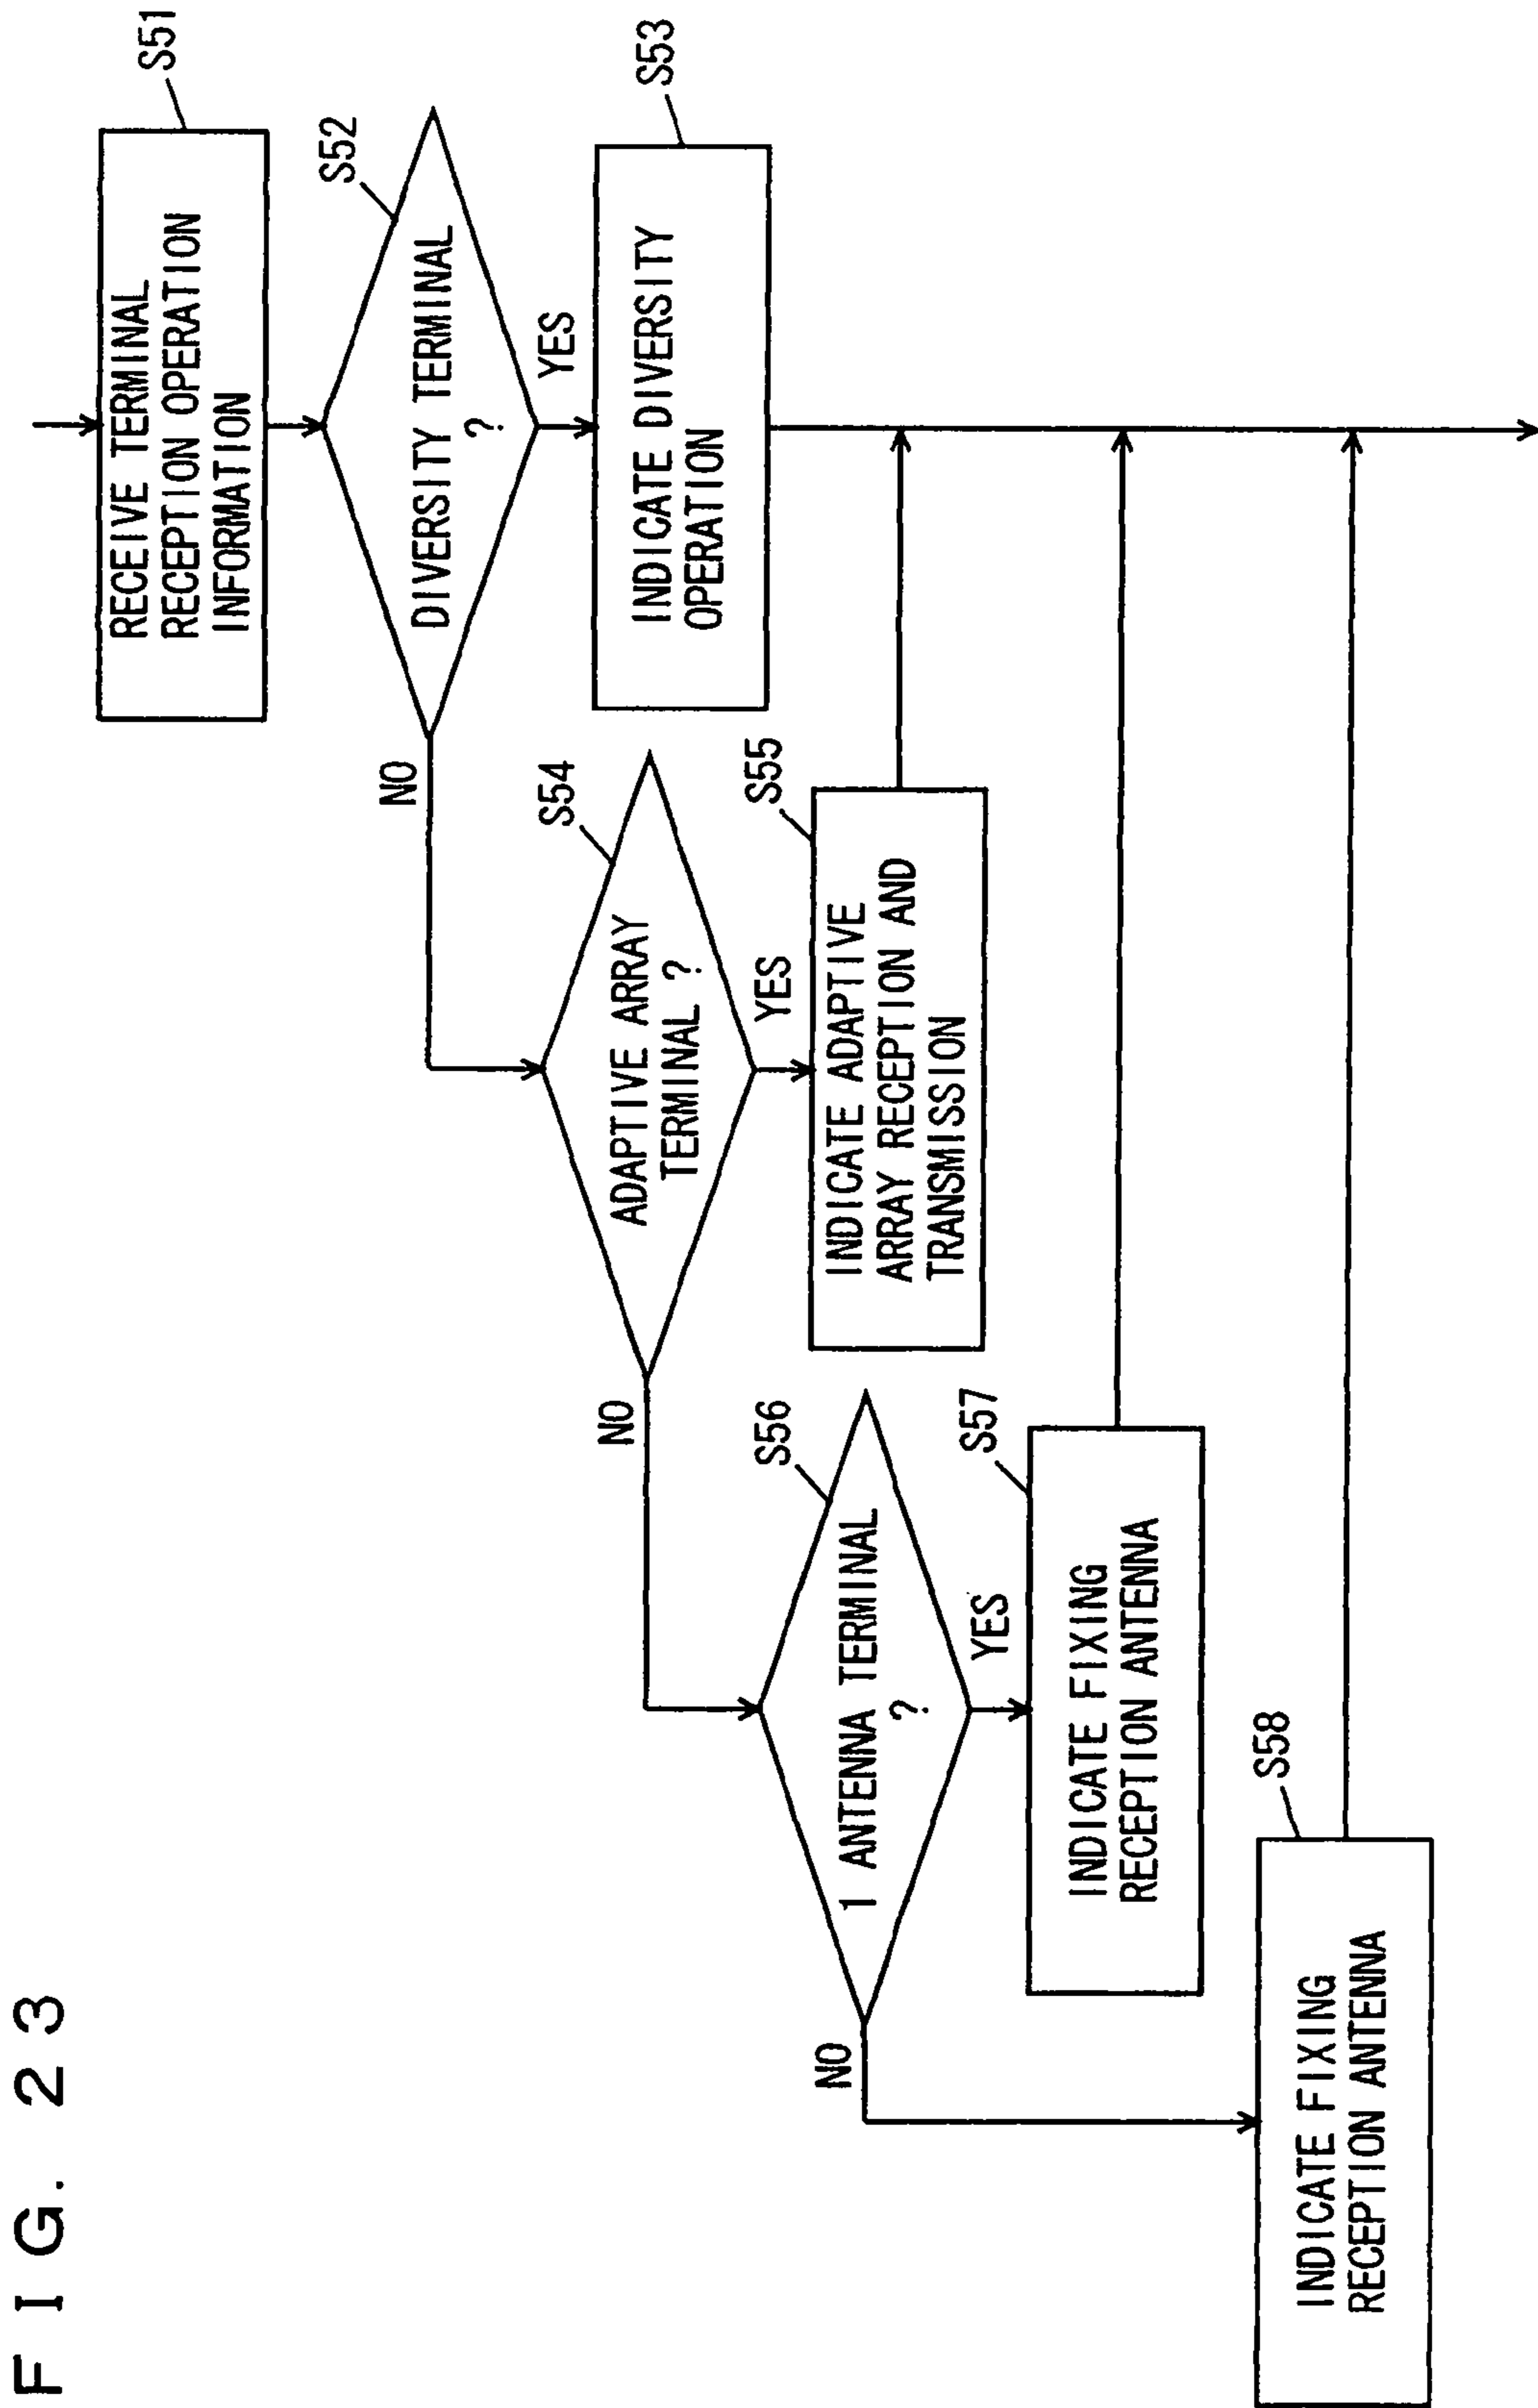 F I G. 2 3
RECEIVE TERMINAL
RECEPTION OPERATION
INFORMATION
S51
DIVERSITY TERMINAL
?
S52
YES
NO
INDICATE DIVERSITY
OPERATION
S53
ADAPTIVE ARRAY
TERMINAL ?
S54
YES
NO
INDICATE ADAPTIVE
ARRAY RECEPTION AND
TRANSMISSION
S55
1 ANTENNA TERMINAL
?
S56
YES
NO
INDICATE FIXING
RECEPTION ANTENNA
S57
INDICATE FIXING
RECEPTION ANTENNA
S58